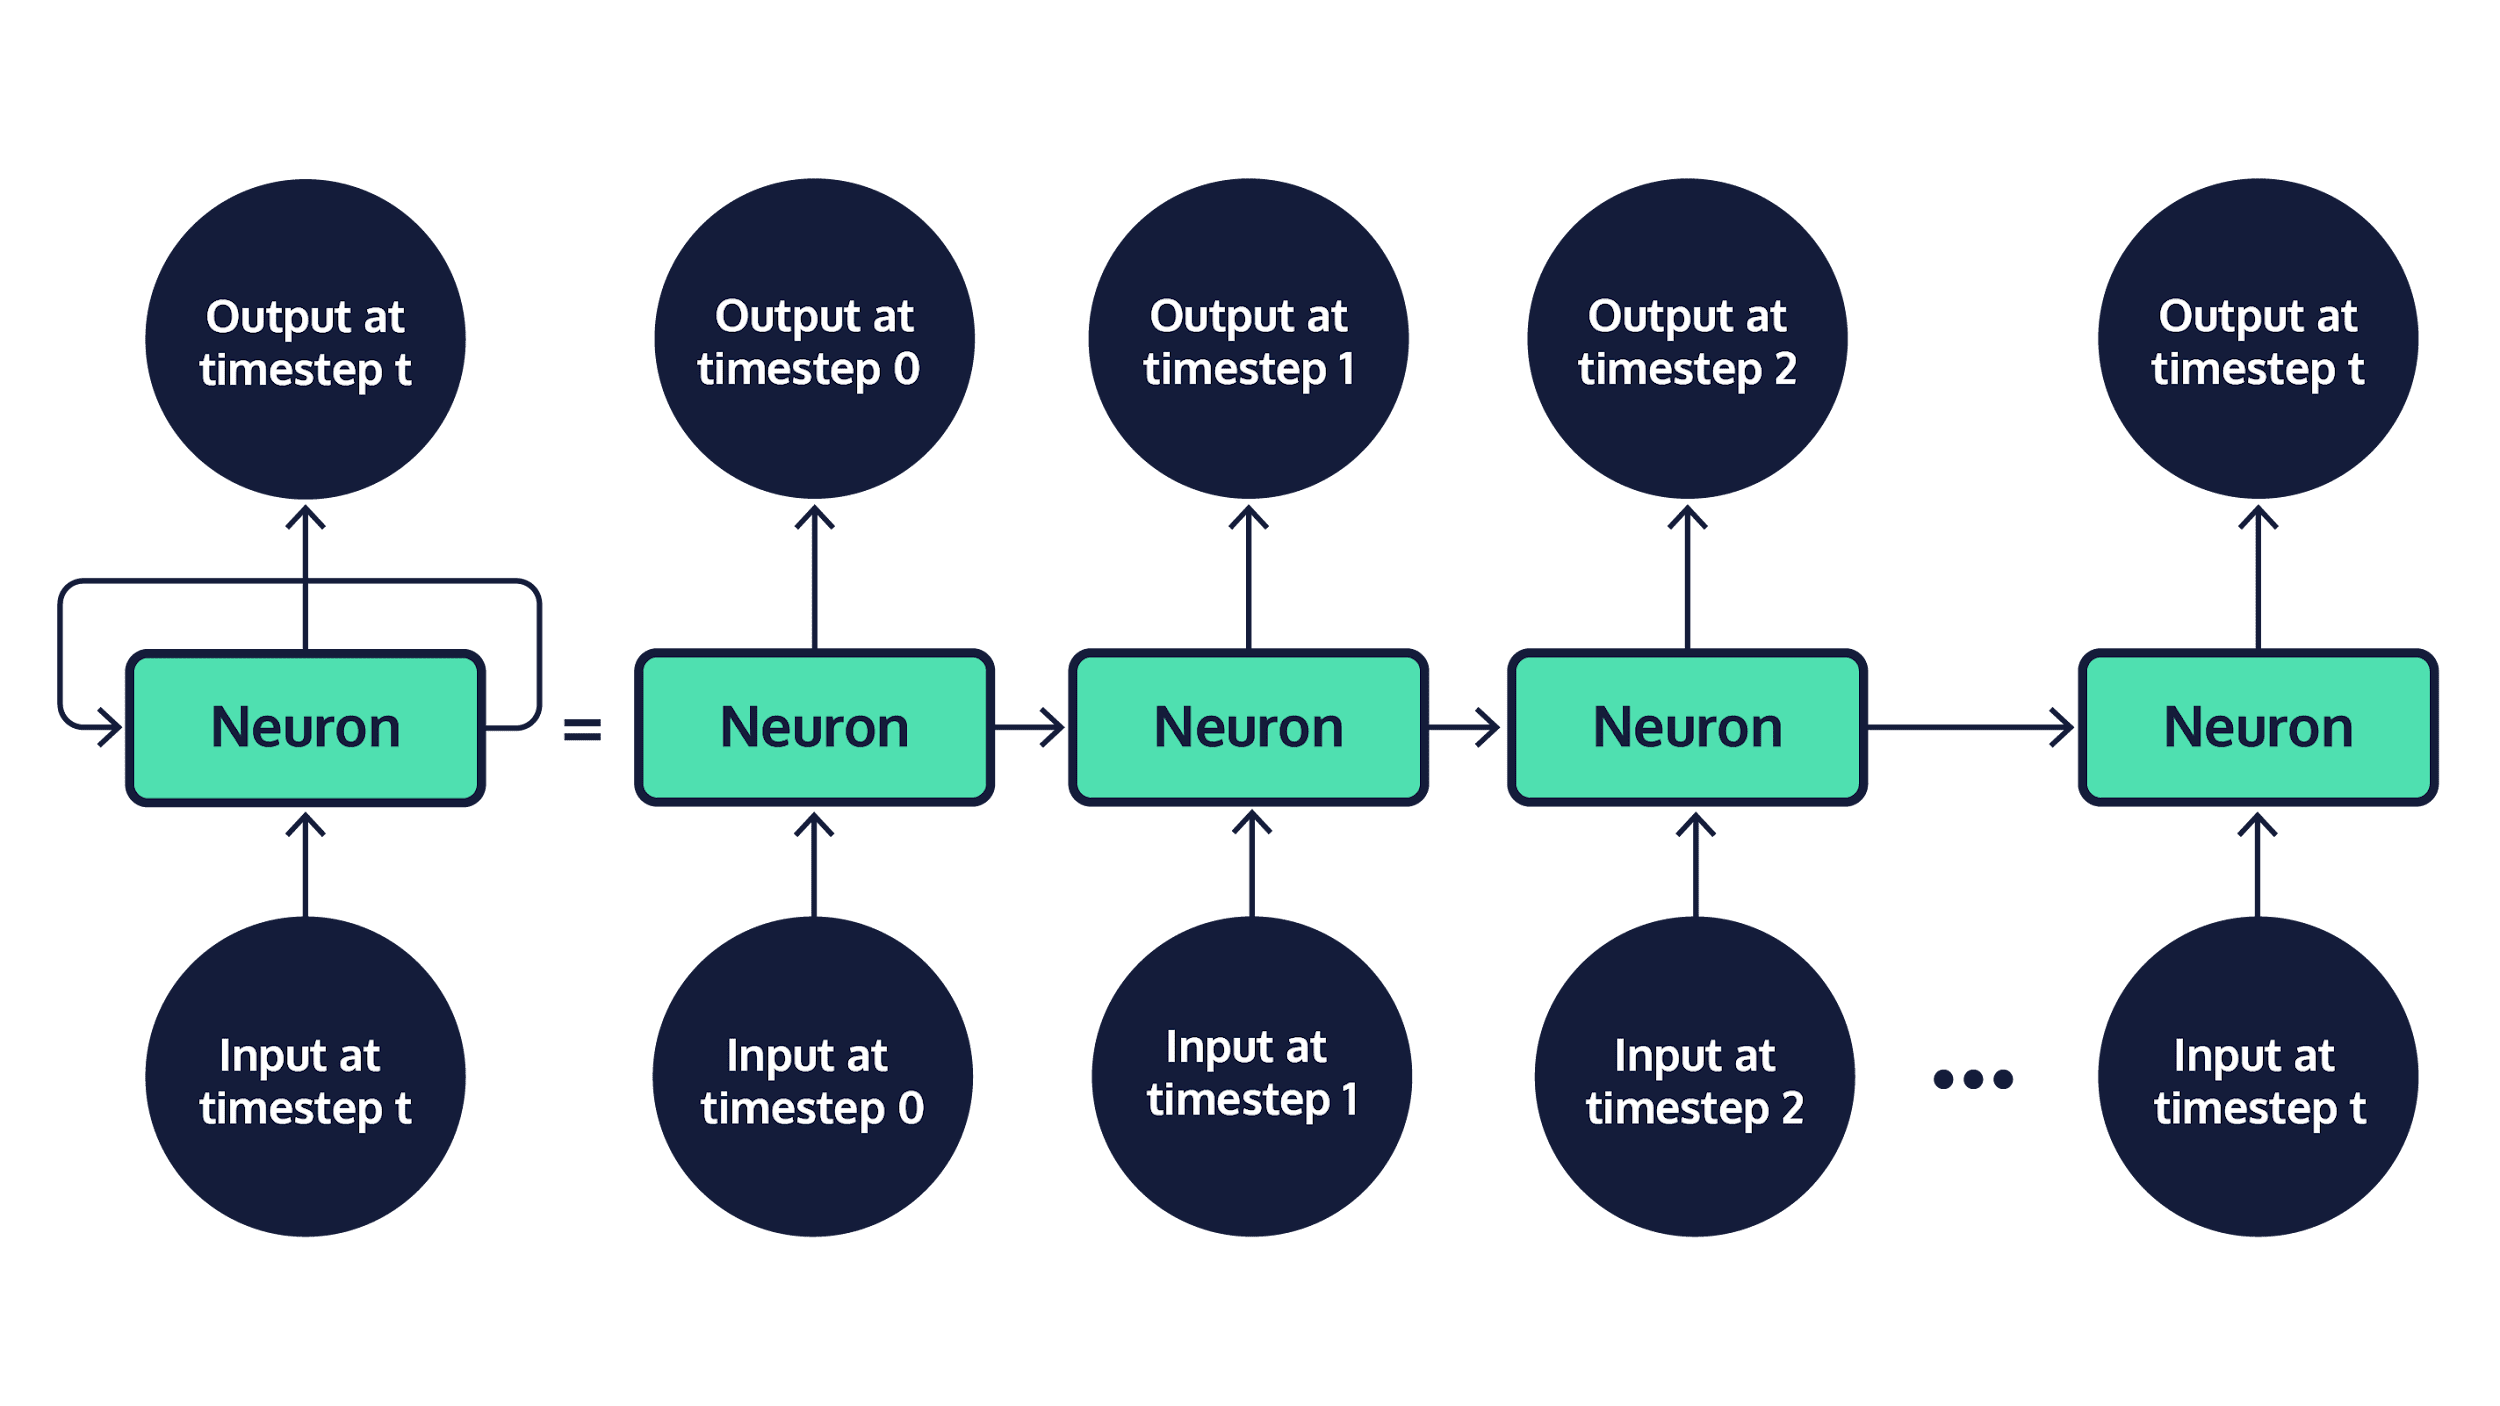 Output at
timestep t
Output at
timestep 0
Output at
timestep 1
Output at
timestep 2
Output at
timestep t
Neuron
=
Neuron
Neuron
Neuron
Neuron
Input at
timestep t
Input at
timestep 0
Input at
timestep 1
Input at
timestep 2
...
Input at
timestep t